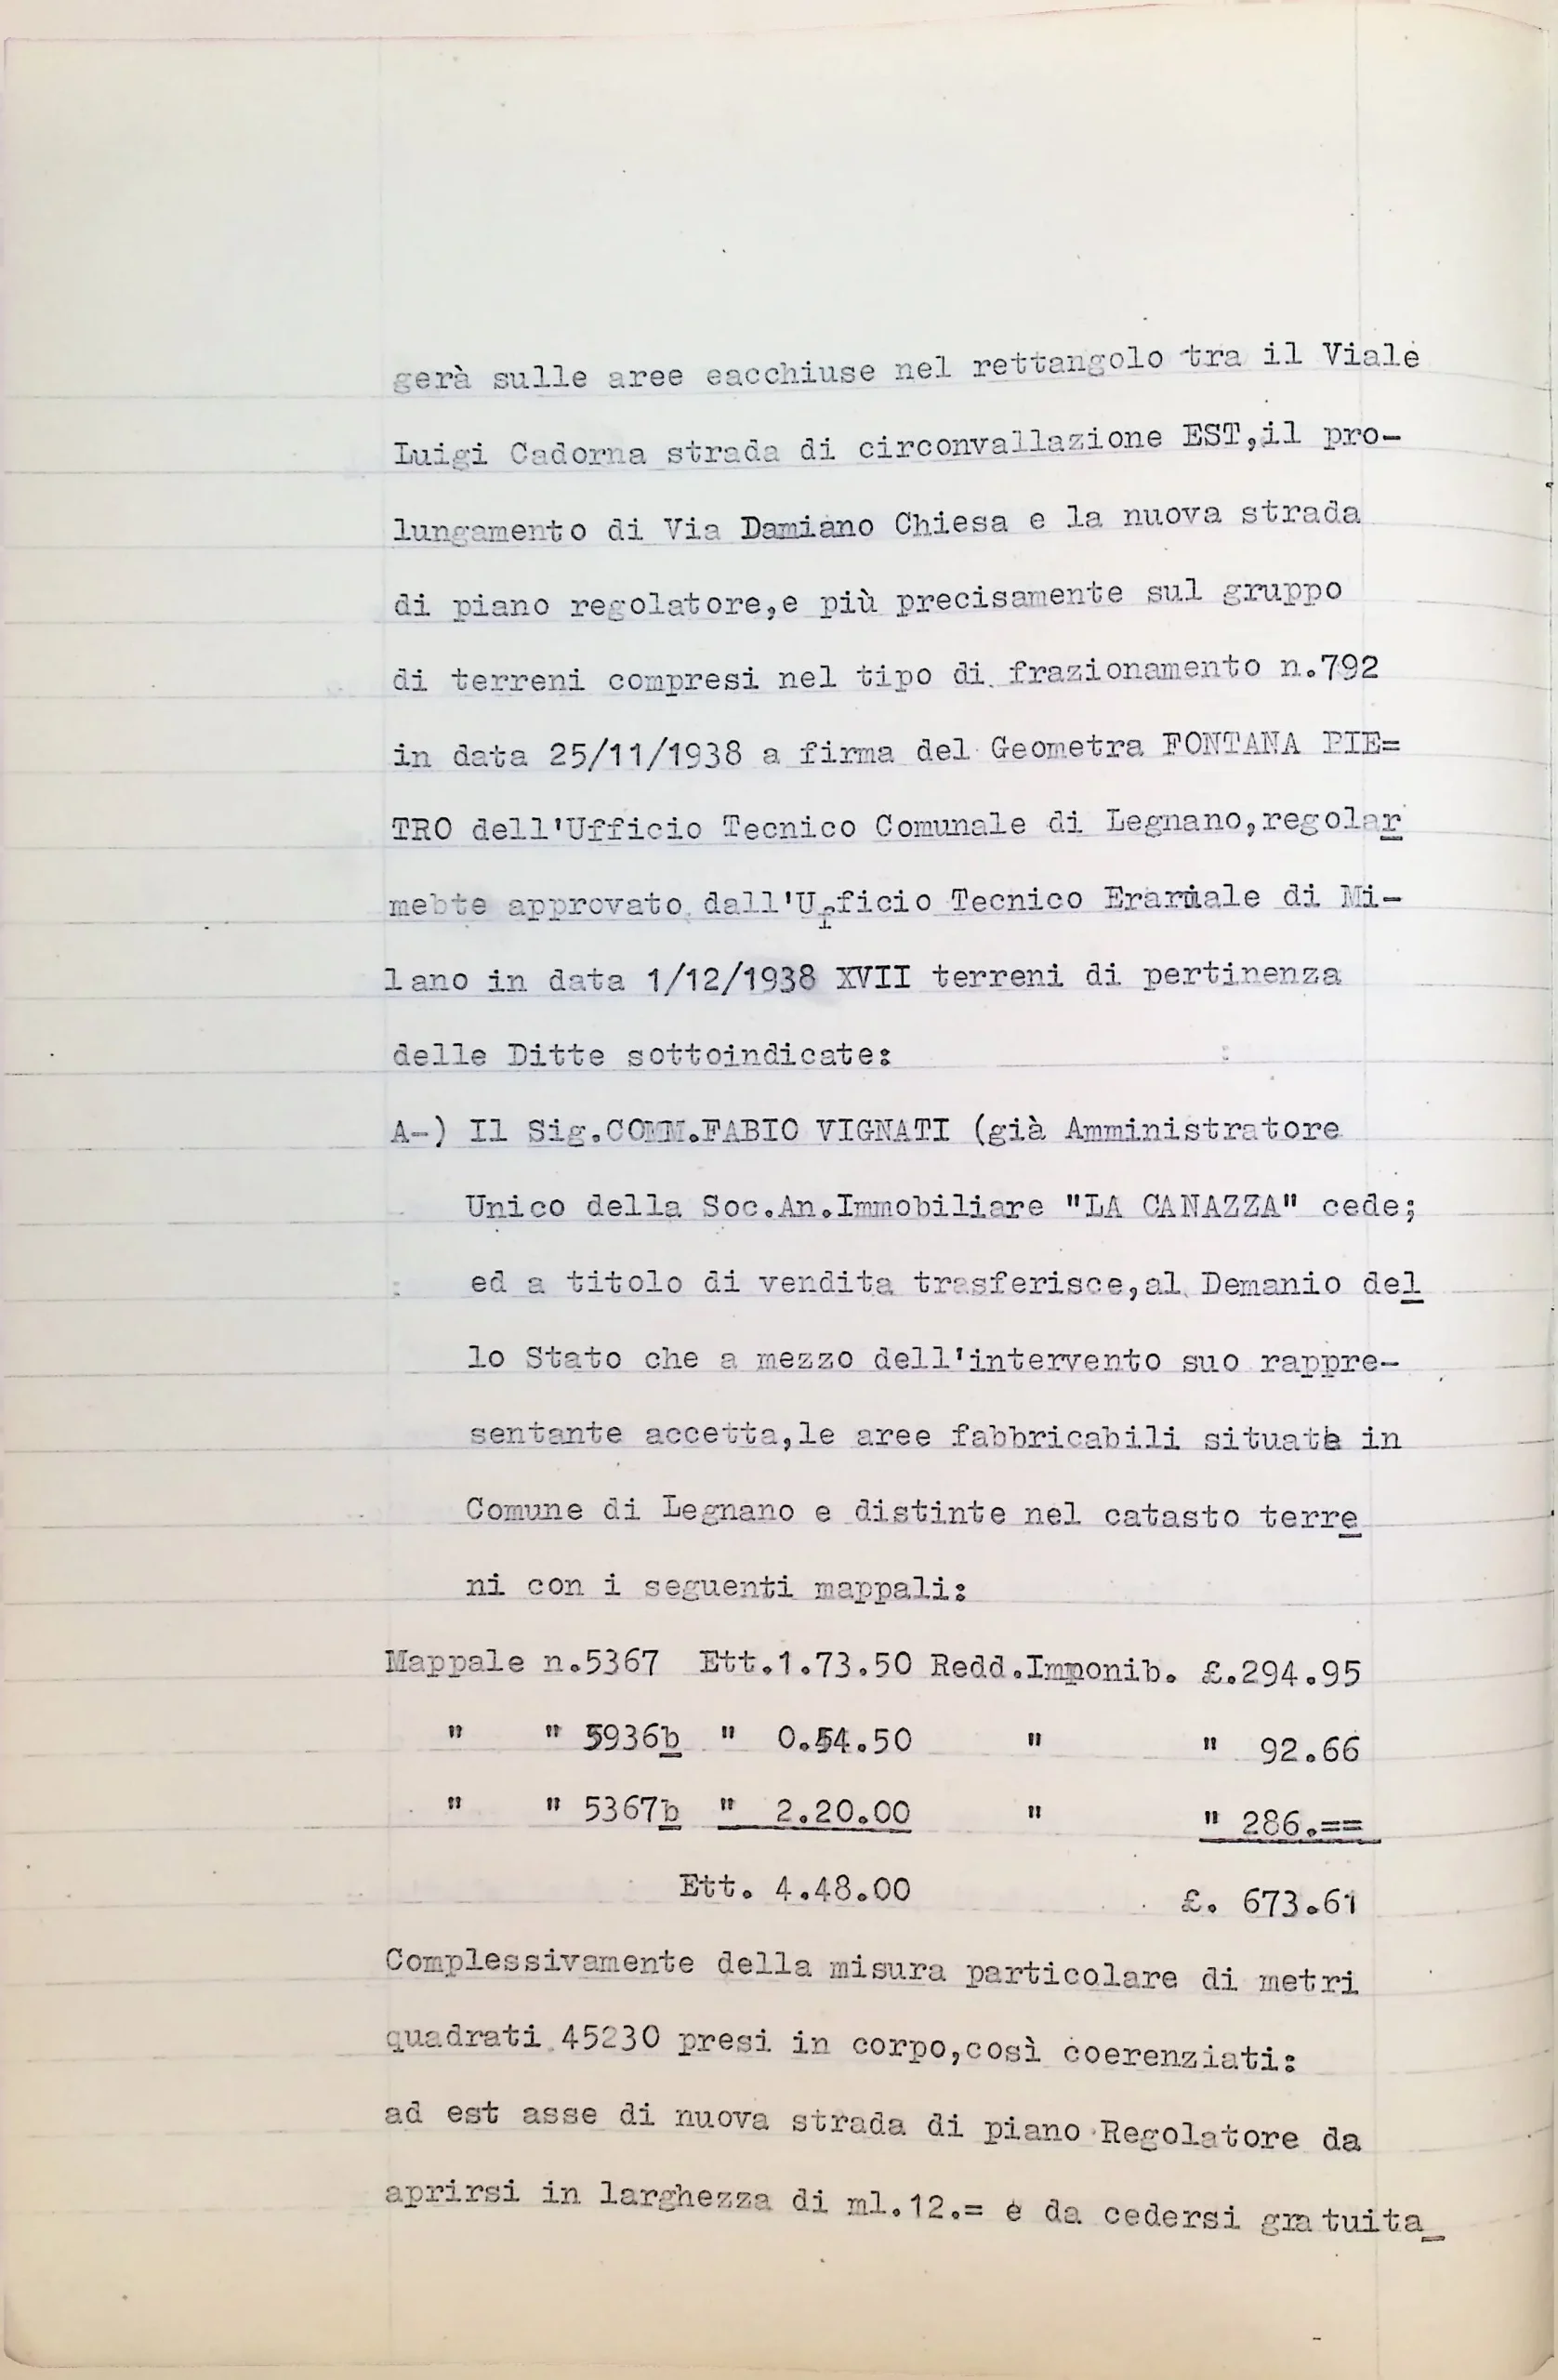 gerà sulle aree eacchiuse nel rettangolo tra il Viale
Luigi Cadorna strada di circonvallazione EST,il pro-
lungamento di Via Damiano Chiesa e la nuova strada
di piano regolatore,e più precisamente sul gruppo
di terreni compresi nel tipo di frazionamento n.792
in data 25/11/1938 a firma del Geometra FONTANA PIE=
TRO dell'Ufficio Tecnico Comunale di Legnano,regolar
mebte approvato dall'Ufficio Tecnico Erariale di Mi-
lano in data 1/12/1938 XVII terreni di pertinenza
delle Ditte sottoindicate:
A-) Il Sig.COMM.FABIO VIGNATI (già Amministratore
Unico della Soc.An.Immobiliare "LA CANAZZA" cede;
ed a titolo di vendita trasferisce,al Demanio del
lo Stato che a mezzo dell'intervento suo rappre-
sentante accetta,le aree fabbricabili situate in
Comune di Legnano e distinte nel catasto terre
ni con i seguenti mappali:
Mappale n.5367 Ett.1.73.50 Redd.Imponib. £.294.95
" " 5936b " 0.54.50 " " 92.66
" " 5367b " 2.20.00 " " 286.==
Ett. 4.48.00 £. 673.61
Complessivamente della misura particolare di metri
quadrati 45230 presi in corpo,così coerenziati:
ad est asse di nuova strada di piano Regolatore da
aprirsi in larghezza di ml.12.= e da cedersi gratuita_